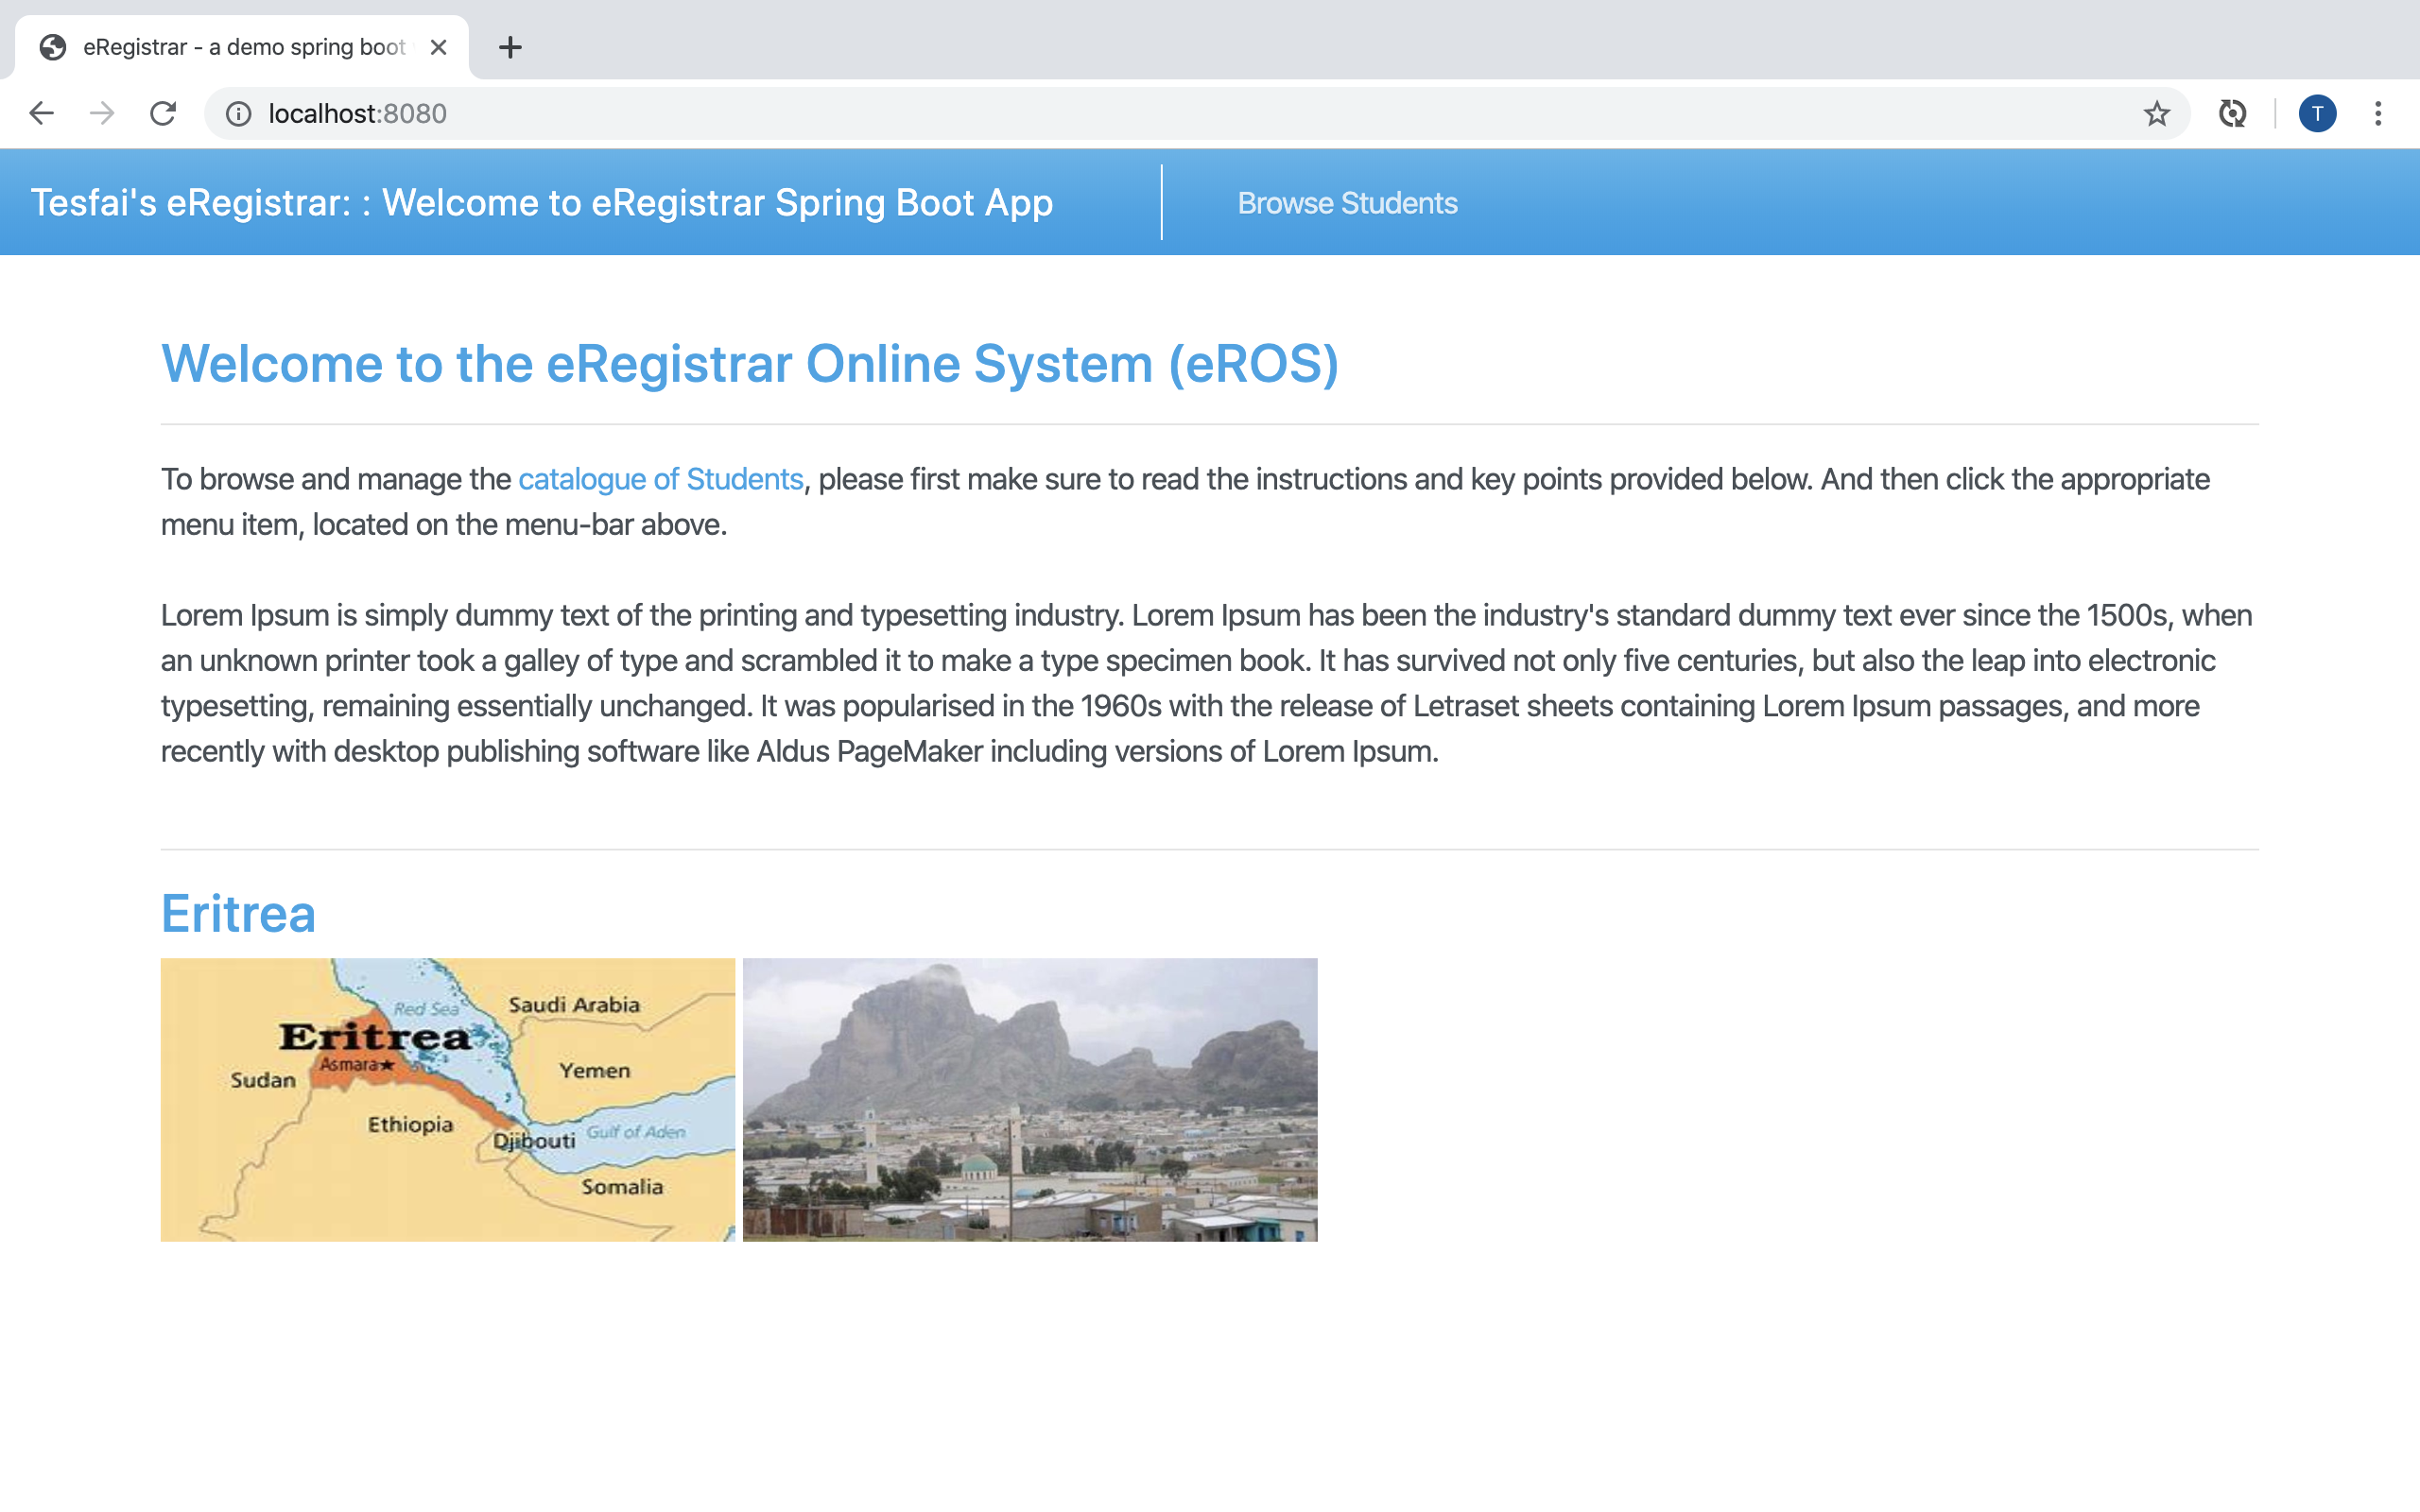 eRegistrar - a demo spring boot
localhost:8080
T
Tesfai's eRegistrar: : Welcome to eRegistrar Spring Boot App
Browse Students
Welcome to the eRegistrar Online System (eROS)
To browse and manage the catalogue of Students, please first make sure to read the instructions and key points provided below. And then click the appropriate
menu item, located on the menu-bar above.
Lorem Ipsum is simply dummy text of the printing and typesetting industry. Lorem Ipsum has been the industry's standard dummy text ever since the 1500s, when
an unknown printer took a galley of type and scrambled it to make a type specimen book. It has survived not only five centuries, but also the leap into electronic
typesetting, remaining essentially unchanged. It was popularised in the 1960s with the release of Letraset sheets containing Lorem Ipsum passages, and more
recently with desktop publishing software like Aldus PageMaker including versions of Lorem Ipsum.
Eritrea
Red Sea
Saudi Arabia
Eritrea
Asmara
Sudan
Yemen
Ethiopia
Djibouti
Gulf of Aden
Somalia